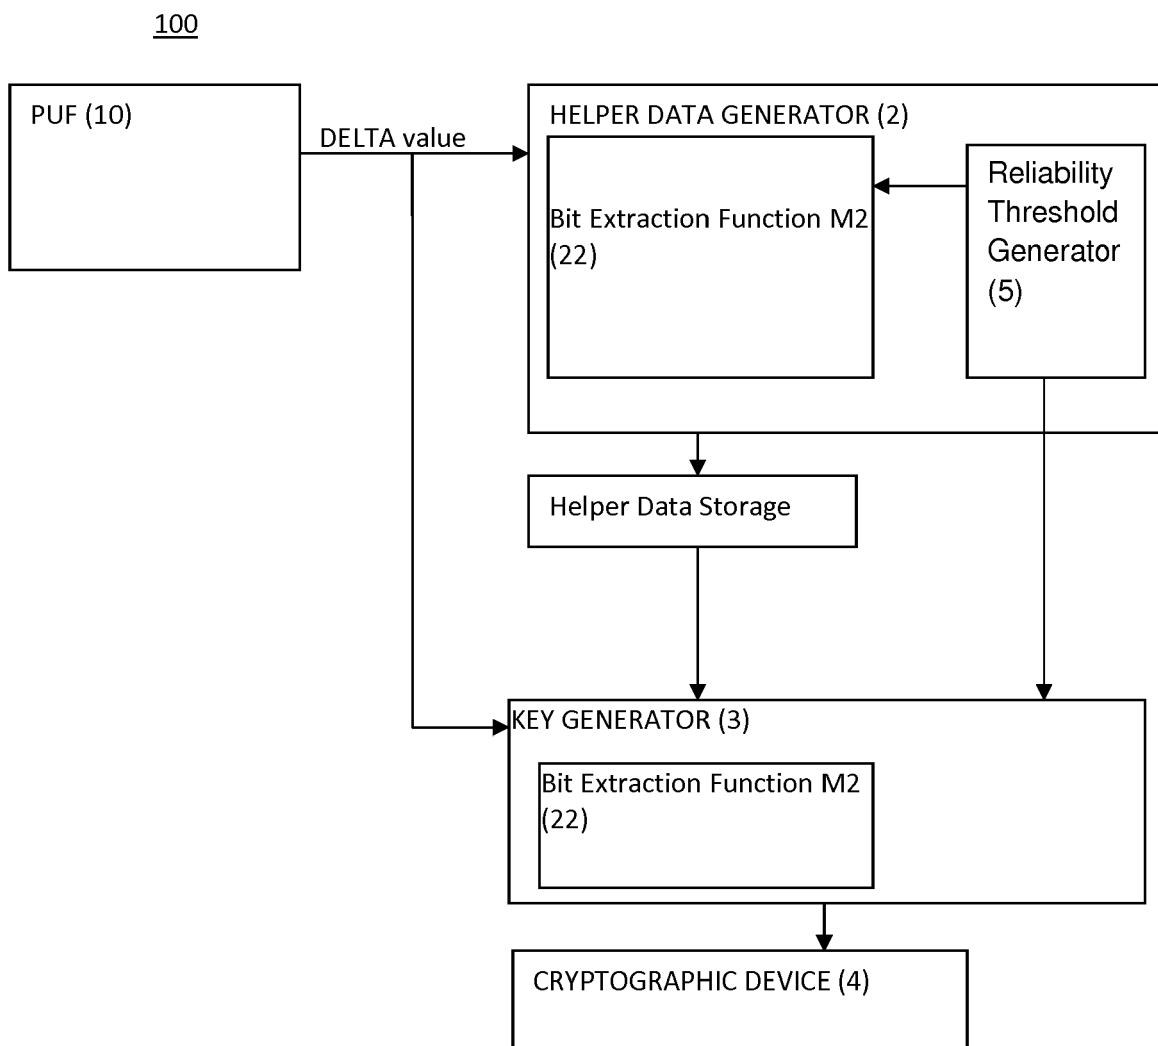 100
PUF (10)
DELTA value
HELPER DATA GENERATOR (2)
Bit Extraction Function M2
(22)
Reliability
Threshold
Generator
(5)
Helper Data Storage
KEY GENERATOR (3)
Bit Extraction Function M2
(22)
CRYPTOGRAPHIC DEVICE (4)